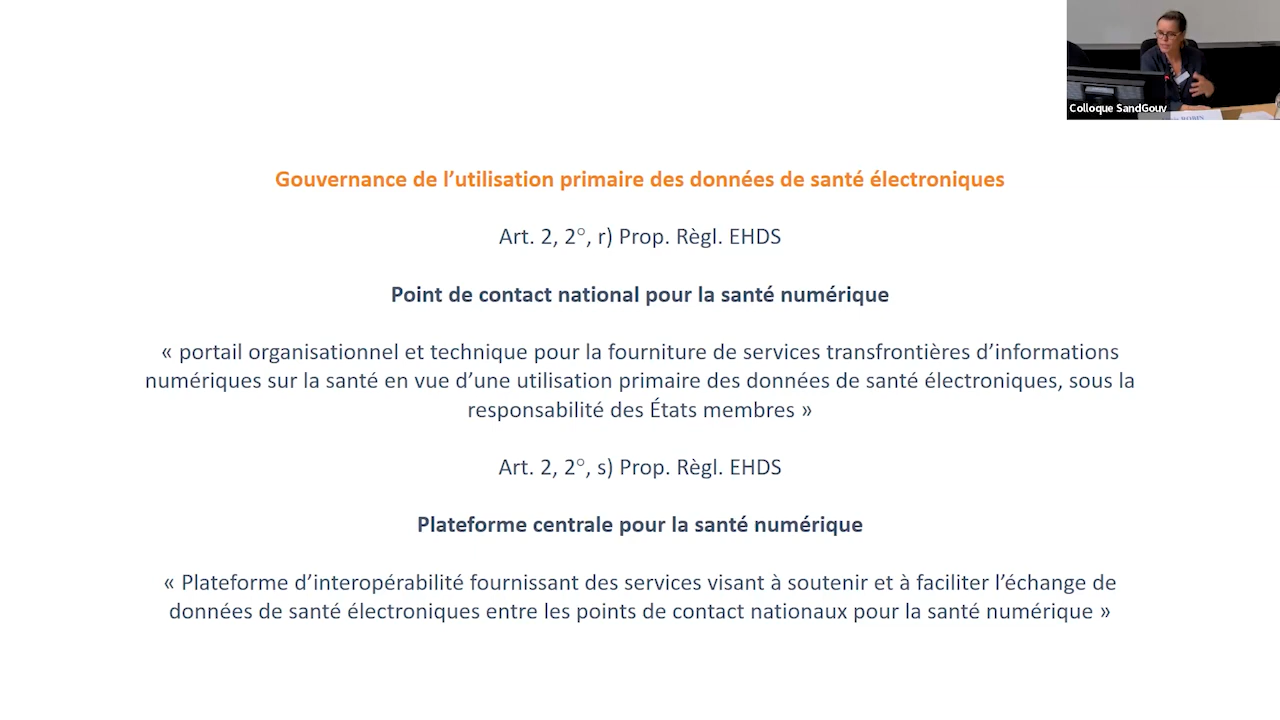 Colloque SandGouv
ROBIN
Gouvernance de l’utilisation primaire des données de santé électroniques
Art. 2, 2°, r) Prop. Règl. EHDS
Point de contact national pour la santé numérique
« portail organisationnel et technique pour la fourniture de services transfrontières d’informations
numériques sur la santé en vue d’une utilisation primaire des données de santé électroniques, sous la
responsabilité des États membres »
Art. 2, 2°, s) Prop. Règl. EHDS
Plateforme centrale pour la santé numérique
« Plateforme d’interopérabilité fournissant des services visant à soutenir et à faciliter l’échange de
données de santé électroniques entre les points de contact nationaux pour la santé numérique »